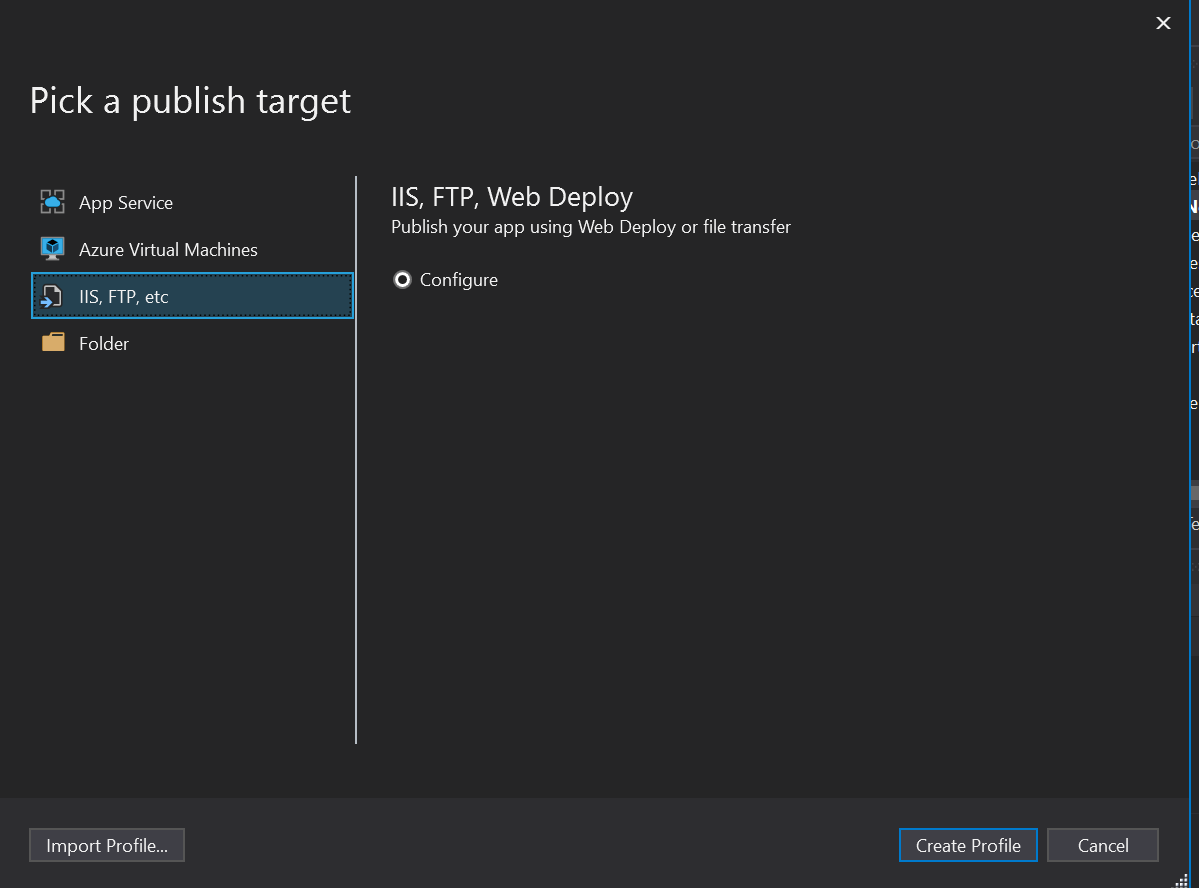 Pick a publish target
App Service
Azure Virtual Machines
IIS, FTP, etc
Folder
IIS, FTP, Web Deploy
Publish your app using Web Deploy or file transfer
Configure
Import Profile...
Create Profile
Cancel